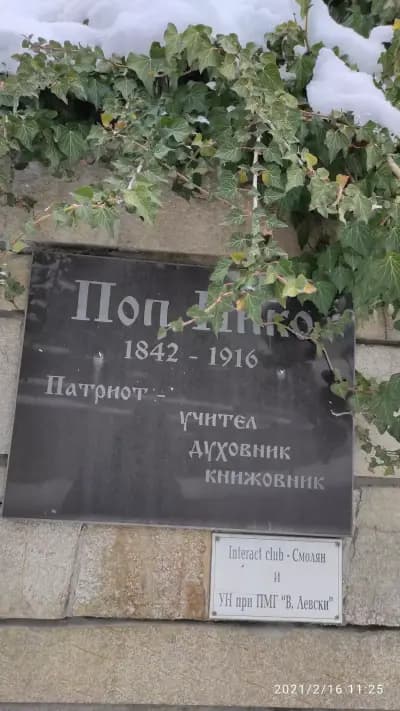 Поп
1842 - 1916
Патриот -
учител
духовник
книжовник
Interact club - Смолян
и
УН при ПМГ "В. Левски"
2021/2/16 11:25